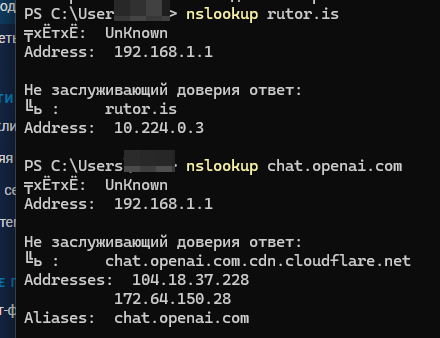 PS C:\User > nslookup rutor.is
╤хЁтхЁ:  UnKnown
Address:  192.168.1.1
Не заслуживающий доверия ответ:
╚ь :     rutor.is
Address:  10.224.0.3
PS C:\Users > nslookup chat.openai.com
╤хЁтхЁ:  UnKnown
Address:  192.168.1.1
Не заслуживающий доверия ответ:
╚ь :     chat.openai.com.cdn.cloudflare.net
Addresses:  104.18.37.228
172.64.150.28
Aliases:  chat.openai.com